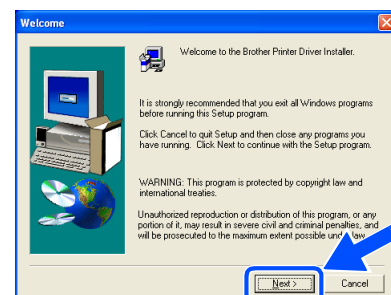 Welcome
Welcome to the Brother Printer Driver Installer.
It is strongly recommended that you exit all Windows programs
before running this Setup program.
Click Cancel to quit Setup and then close any programs you
have running. Click Next to continue with the Setup program.
WARNING: This program is protected by copyright law and
international treaties.
Unauthorized reproduction or distribution of this program, or any
portion of it, may result in severe civil and criminal penalties, and
will be prosecuted to the maximum extent possible under law.
Next >
Cancel